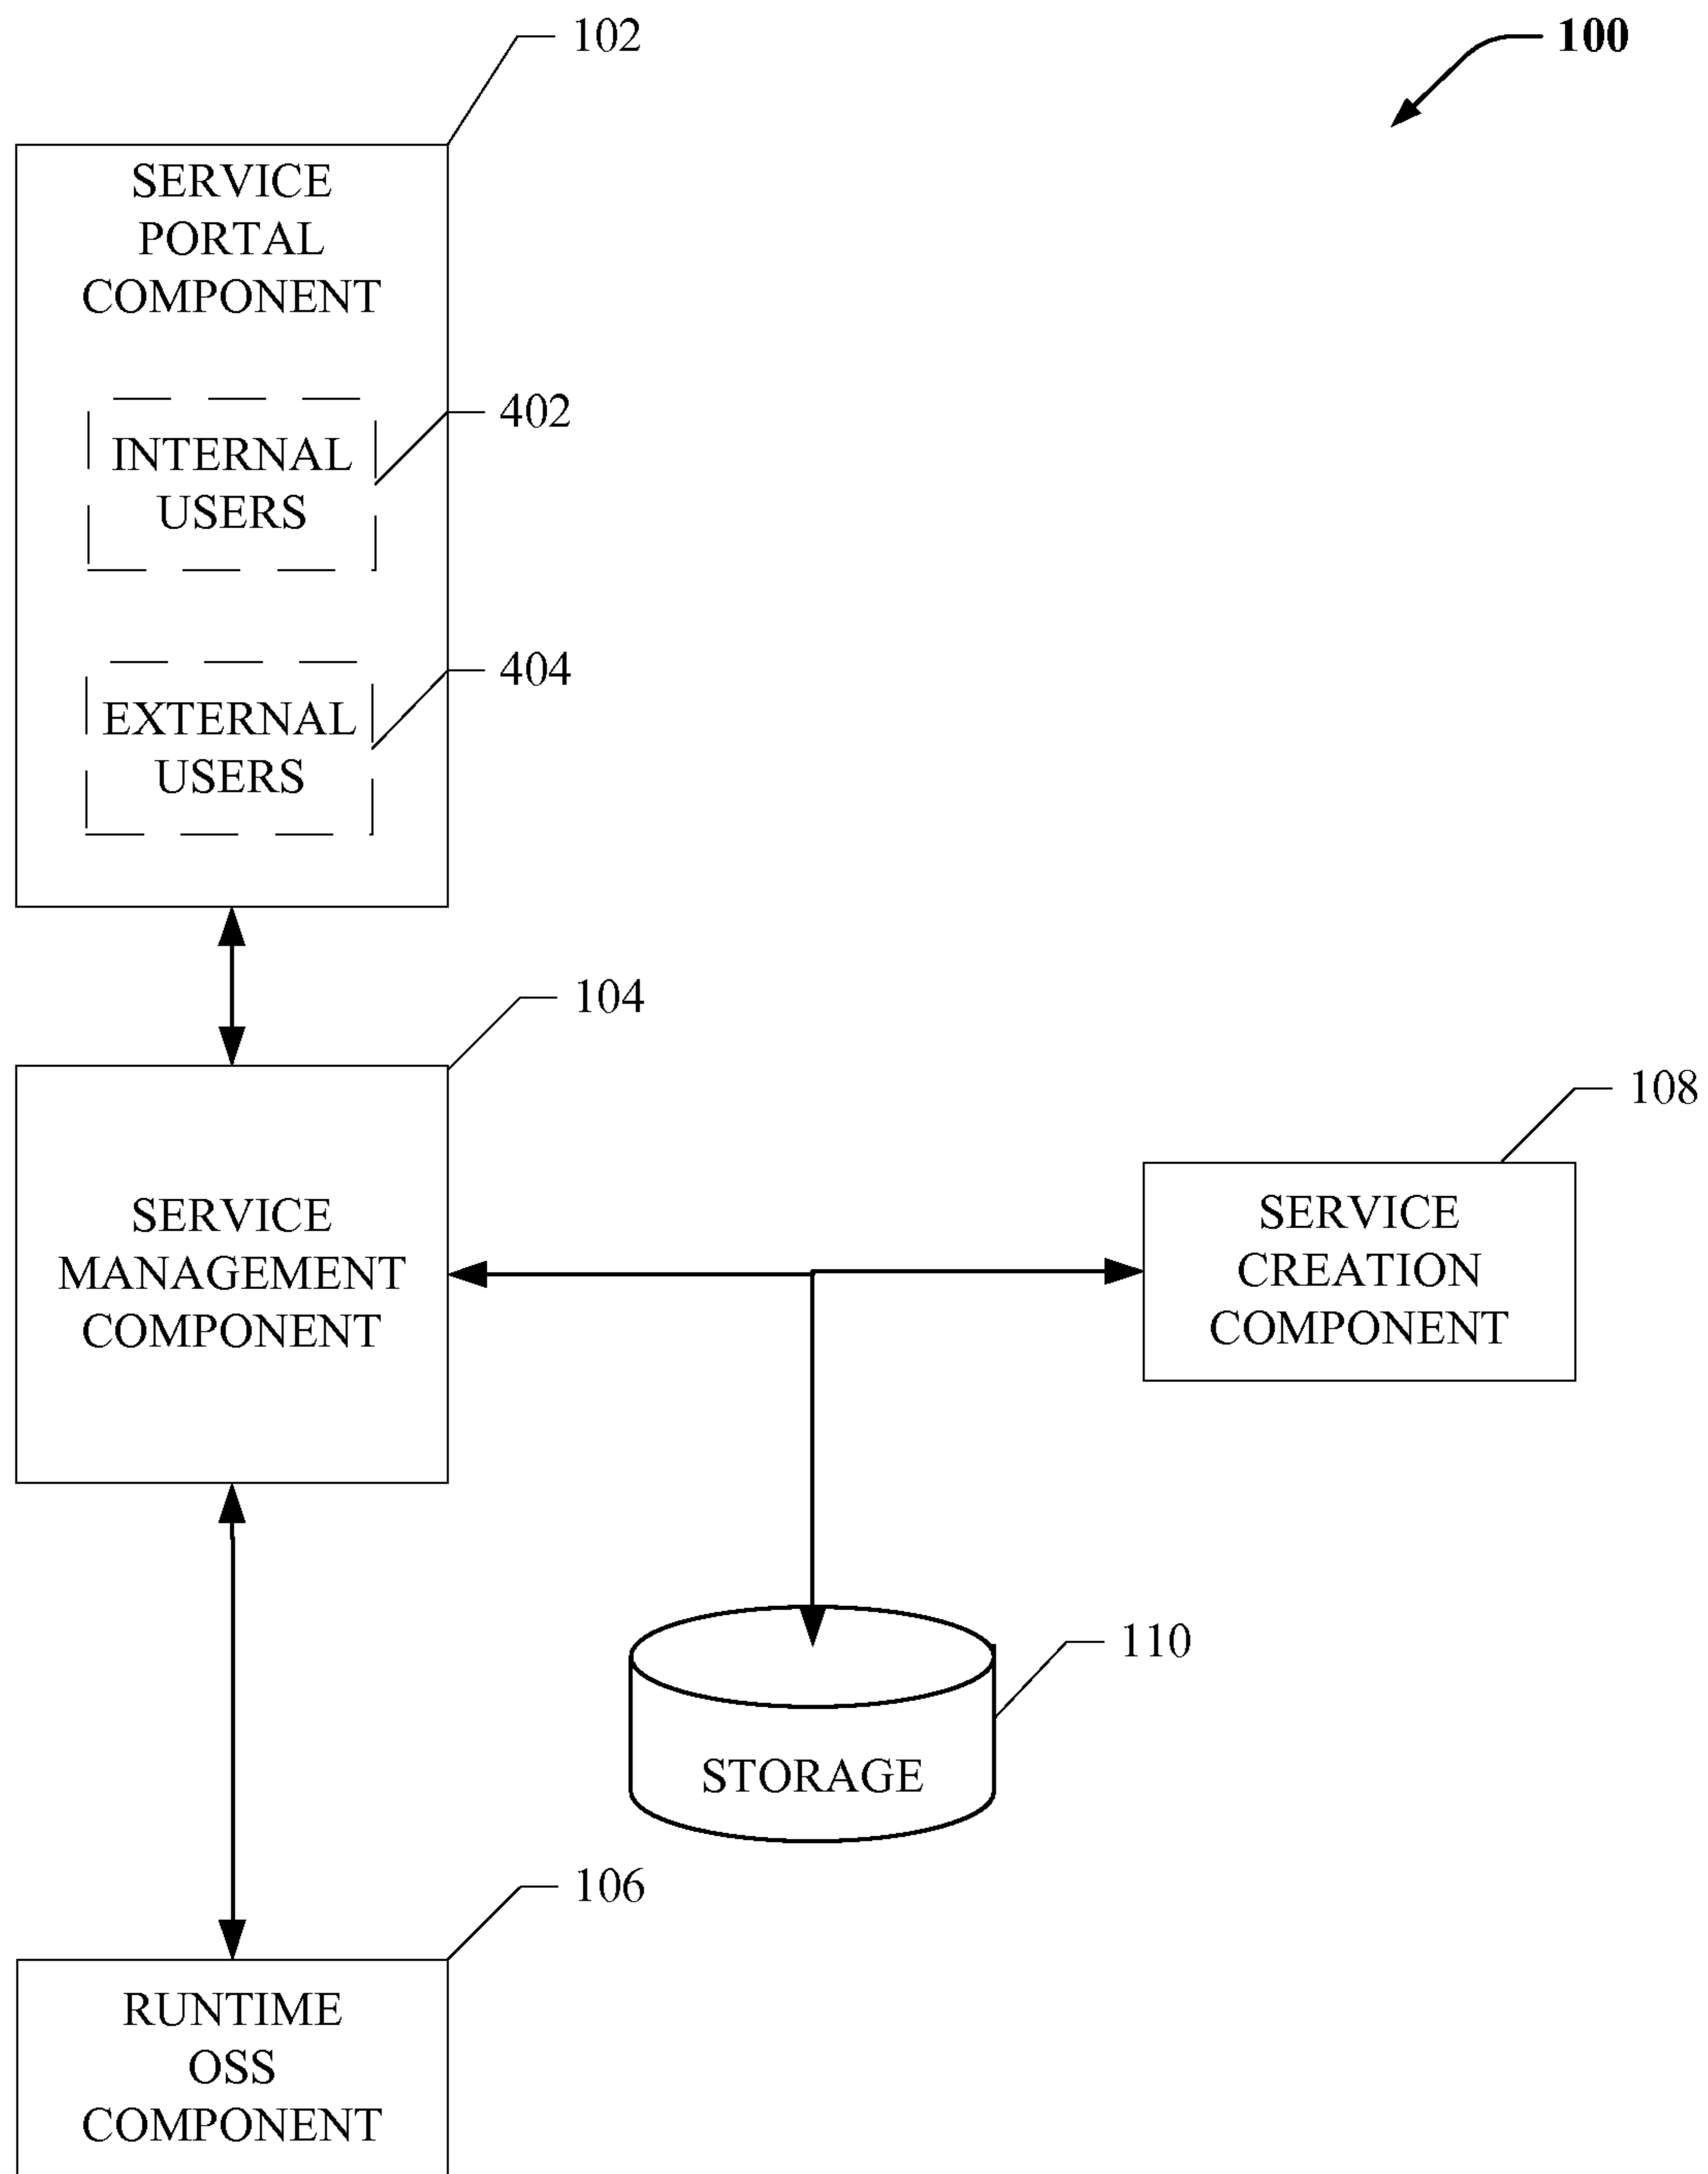 102
100
SERVICE
PORTAL
COMPONENT
402
INTERNAL
USERS
404
EXTERNAL
USERS
104
108
SERVICE
MANAGEMENT
COMPONENT
SERVICE
CREATION
COMPONENT
110
STORAGE
106
RUNTIME
OSS
COMPONENT